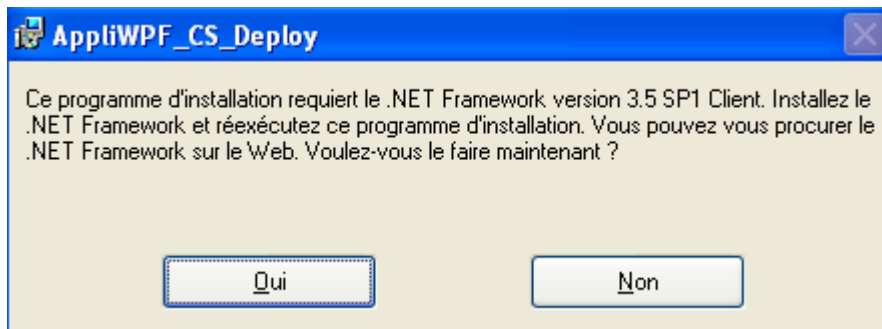 AppliWPF_CS_Deploy
Ce programme d'installation requiert le .NET Framework version 3.5 SP1 Client. Installez le
.NET Framework et réexécutez ce programme d'installation. Vous pouvez vous procurer le
.NET Framework sur le Web. Voulez-vous le faire maintenant ?
Oui
Non